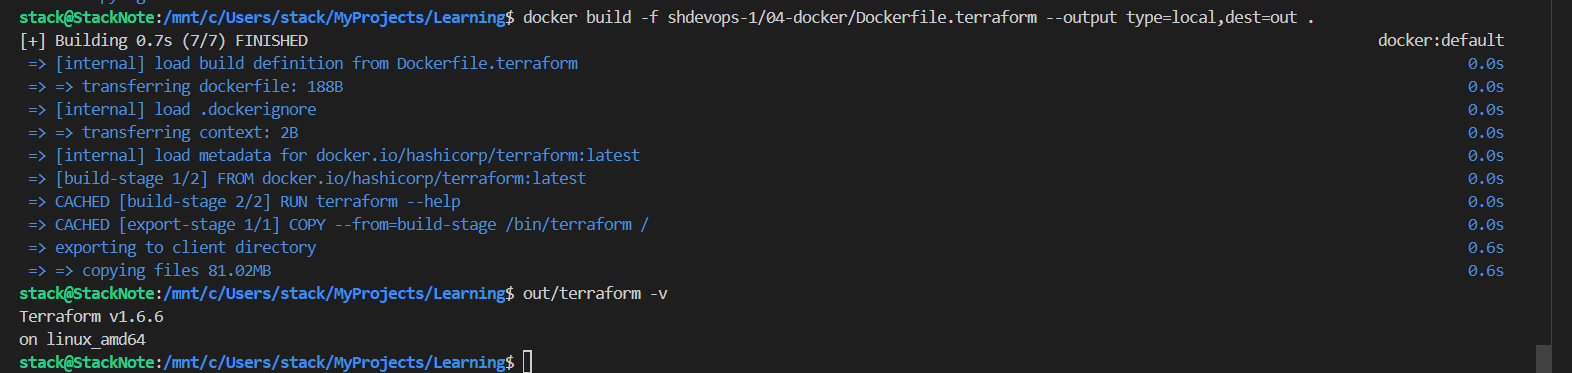 stack@StackNote:/mnt/c/Users/stack/MyProjects/Learning$ docker build -f shdevops-1/04-docker/Dockerfile.terraform --output type=local,dest=out .
[+] Building 0.7s (7/7) FINISHED docker:default
=> [internal] load build definition from Dockerfile.terraform 0.0s
=> => transferring dockerfile: 188B 0.0s
=> [internal] load .dockerignore 0.0s
=> => transferring context: 2B 0.0s
=> [internal] load metadata for docker.io/hashicorp/terraform:latest 0.0s
=> [build-stage 1/2] FROM docker.io/hashicorp/terraform:latest 0.0s
=> CACHED [build-stage 2/2] RUN terraform --help 0.0s
=> CACHED [export-stage 1/1] COPY --from=build-stage /bin/terraform / 0.0s
=> exporting to client directory 0.6s
=> => copying files 81.02MB 0.6s
stack@StackNote:/mnt/c/Users/stack/MyProjects/Learning$ out/terraform -v
Terraform v1.6.6
on linux_amd64
stack@StackNote:/mnt/c/Users/stack/MyProjects/Learning$